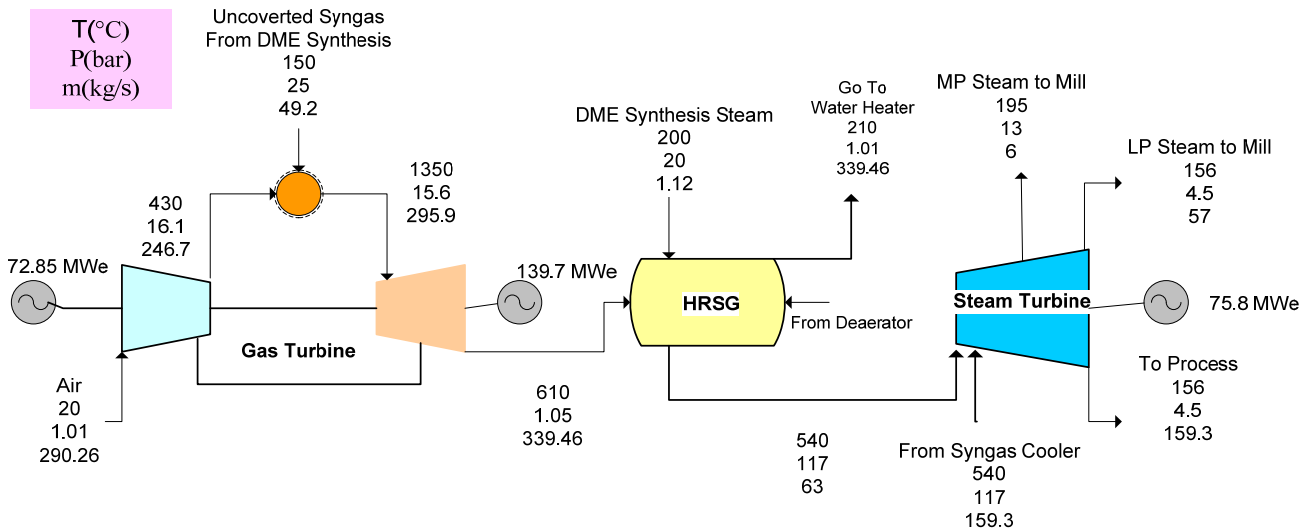 T(°C)
P(bar)
m(kg/s)
Uncoverted Syngas
From DME Synthesis
150
25
49.2
430
16.1
246.7
1350
15.6
295.9
72.85 MWe
139.7 MWe
Gas Turbine
Air
20
1.01
290.26
610
1.05
339.46
DME Synthesis Steam
200
20
1.12
Go To
Water Heater
210
1.01
339.46
HRSG
From Deaerator
540
117
63
MP Steam to Mill
195
13
6
LP Steam to Mill
156
4.5
57
Steam Turbine
75.8 MWe
To Process
156
4.5
159.3
From Syngas Cooler
540
117
159.3